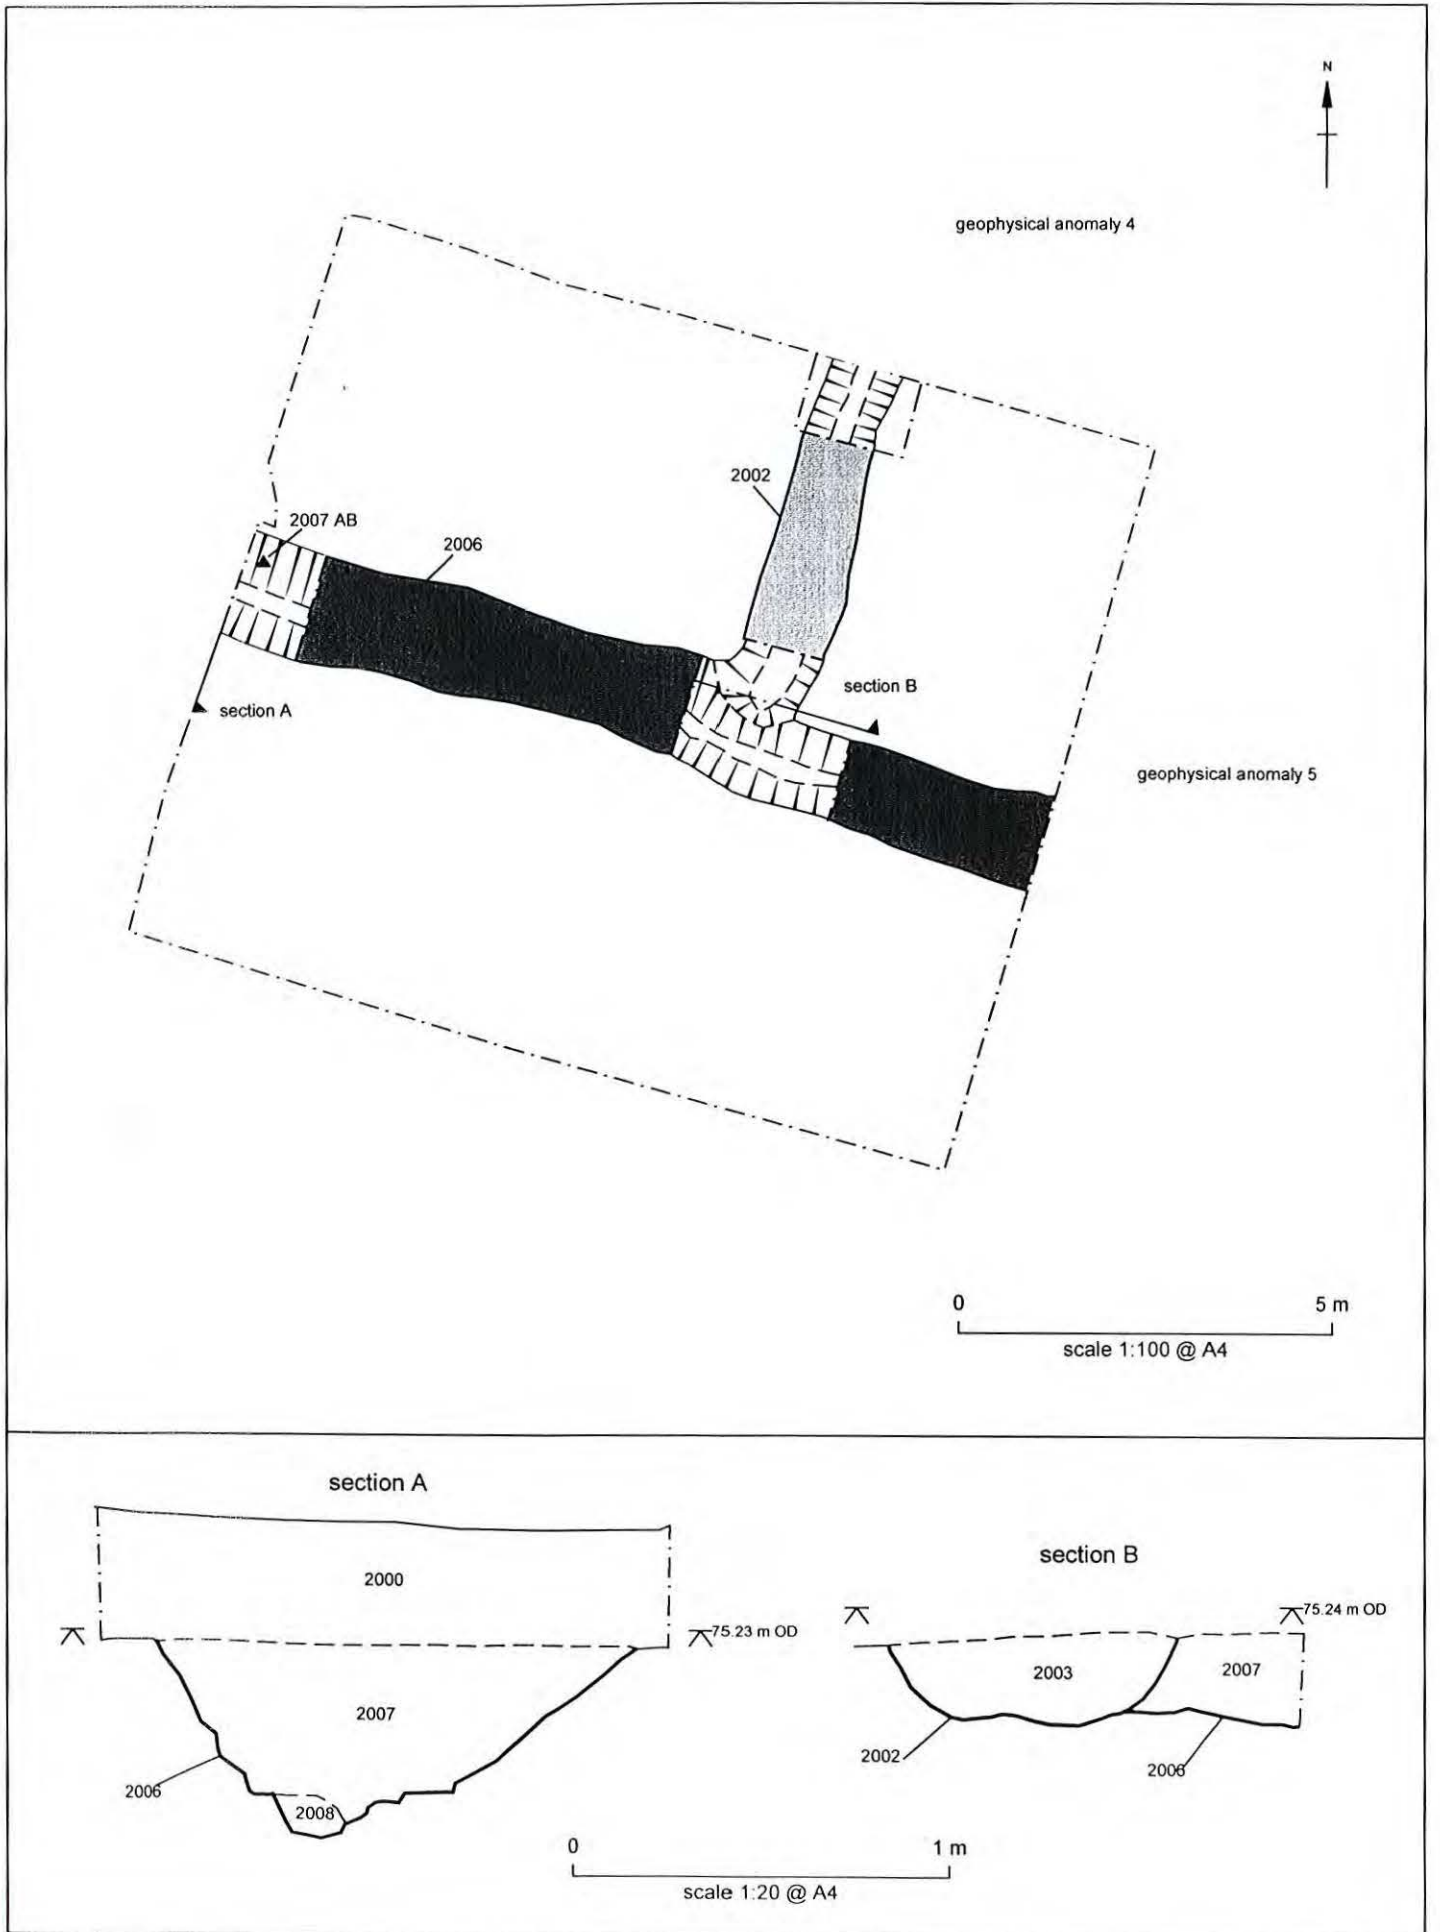 N
geophysical anomaly 4
2002
2007 AB
2006
section B
section A
geophysical anomaly 5
0 5 m
scale 1:100 @ A4
section A
2000
75.23 m OD
2007
2006
2008
section B
75.24 m OD
2003
2007
2002
2006
0 1 m
scale 1:20 @ A4